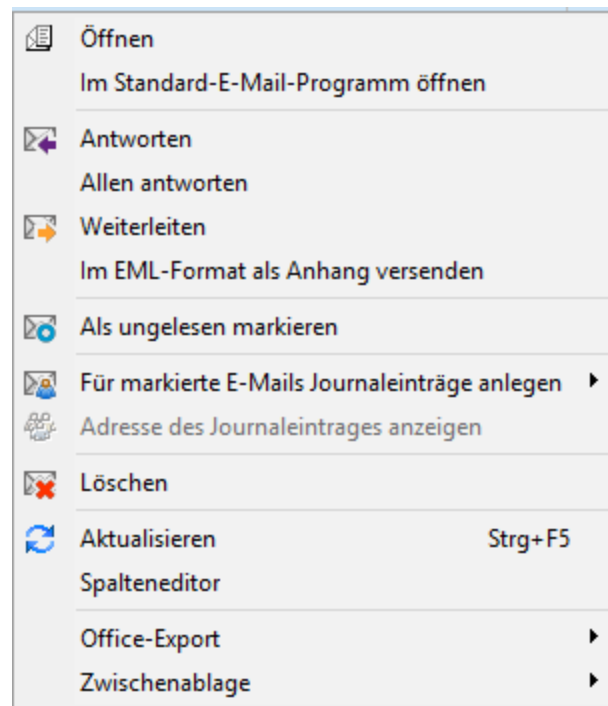 Öffnen
Im Standard-E-Mail-Programm öffnen
Antworten
Allen antworten
Weiterleiten
Im EML-Format als Anhang versenden
Als ungelesen markieren
Für markierte E-Mails Journaleinträge anlegen
Adresse des Journaleintrages anzeigen
Löschen
Aktualisieren Strg+F5
Spalteneditor
Office-Export
Zwischenablage